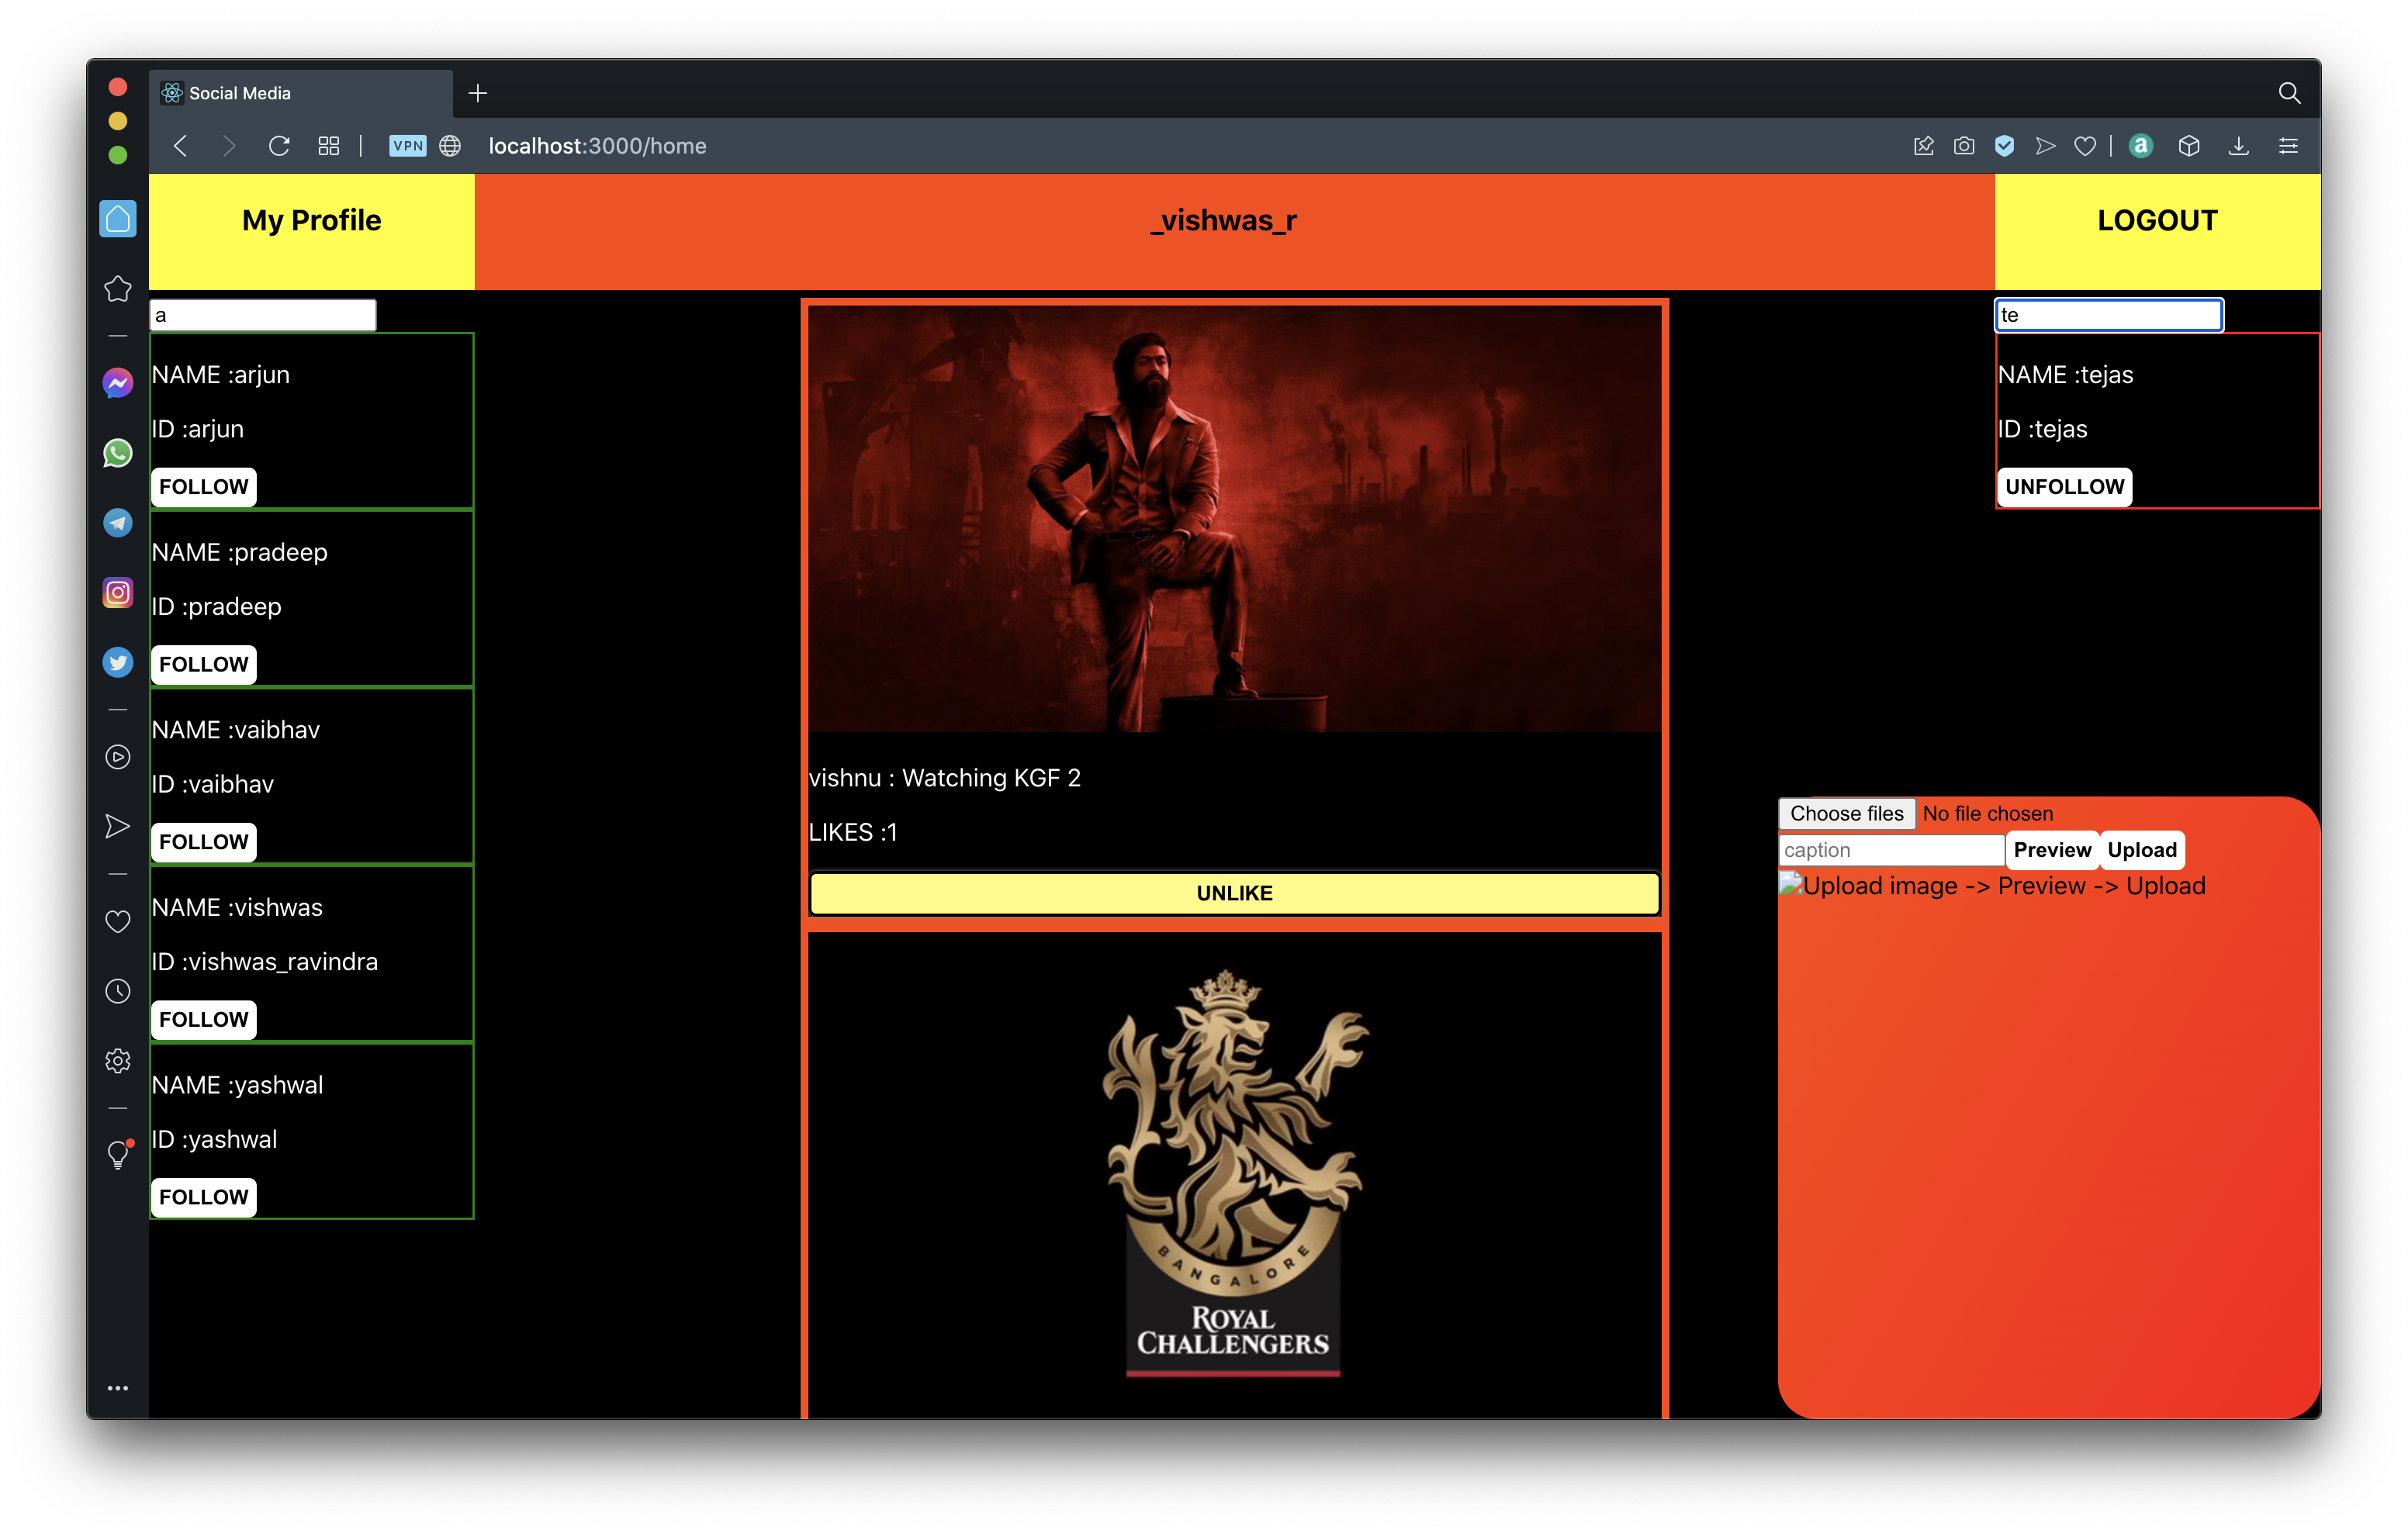 Social Media
VPN
localhost:3000/home
a
My Profile
_vishwas_r
LOGOUT
a
NAME :arjun
ID :arjun
FOLLOW
NAME :pradeep
ID :pradeep
FOLLOW
NAME :vaibhav
ID :vaibhav
FOLLOW
NAME :vishwas
ID :vishwas_ravindra
FOLLOW
NAME :yashwal
ID :yashwal
FOLLOW
vishnu : Watching KGF 2
LIKES :1
UNLIKE
BANGALORE
ROYAL
CHALLENGERS
te
NAME :tejas
ID :tejas
UNFOLLOW
Choose files No file chosen
caption Preview Upload
Upload image -> Preview -> Upload